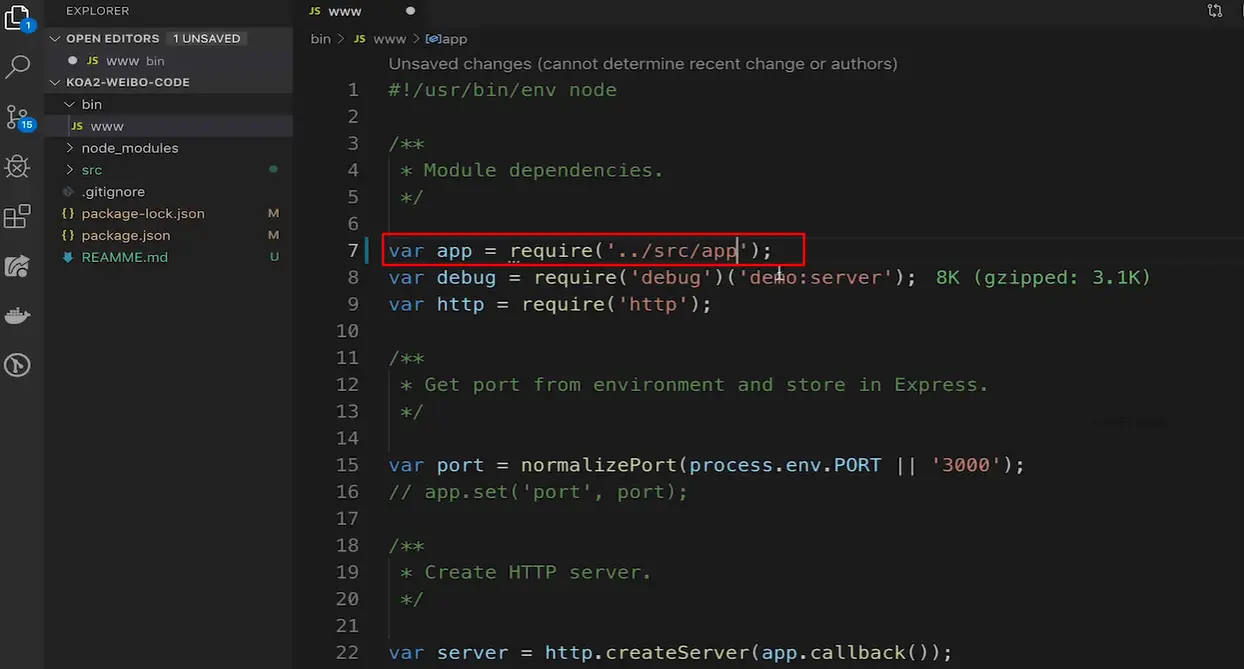 EXPLORER
OPEN EDITORS 1 UNSAVED
JS www bin
KOA2-WEIBO-CODE
bin
JS www
node_modules
src
.gitignore
{} package-lock.json M
{} package.json M
REAMME.md U
1
15
JS www
bin > JS www > app
Unsaved changes (cannot determine recent change or authors)
1 #!/usr/bin/env node
2
3 /**
4 * Module dependencies.
5 */
6
7 var app = require('../src/app');
8 var debug = require('debug')('demo:server'); 8K (gzipped: 3.1K)
9 var http = require('http');
10
11 /**
12 * Get port from environment and store in Express.
13 */
14
15 var port = normalizePort(process.env.PORT || '3000');
16 // app.set('port', port);
17
18 /**
19 * Create HTTP server.
20 */
21
22 var server = http.createServer(app.callback());